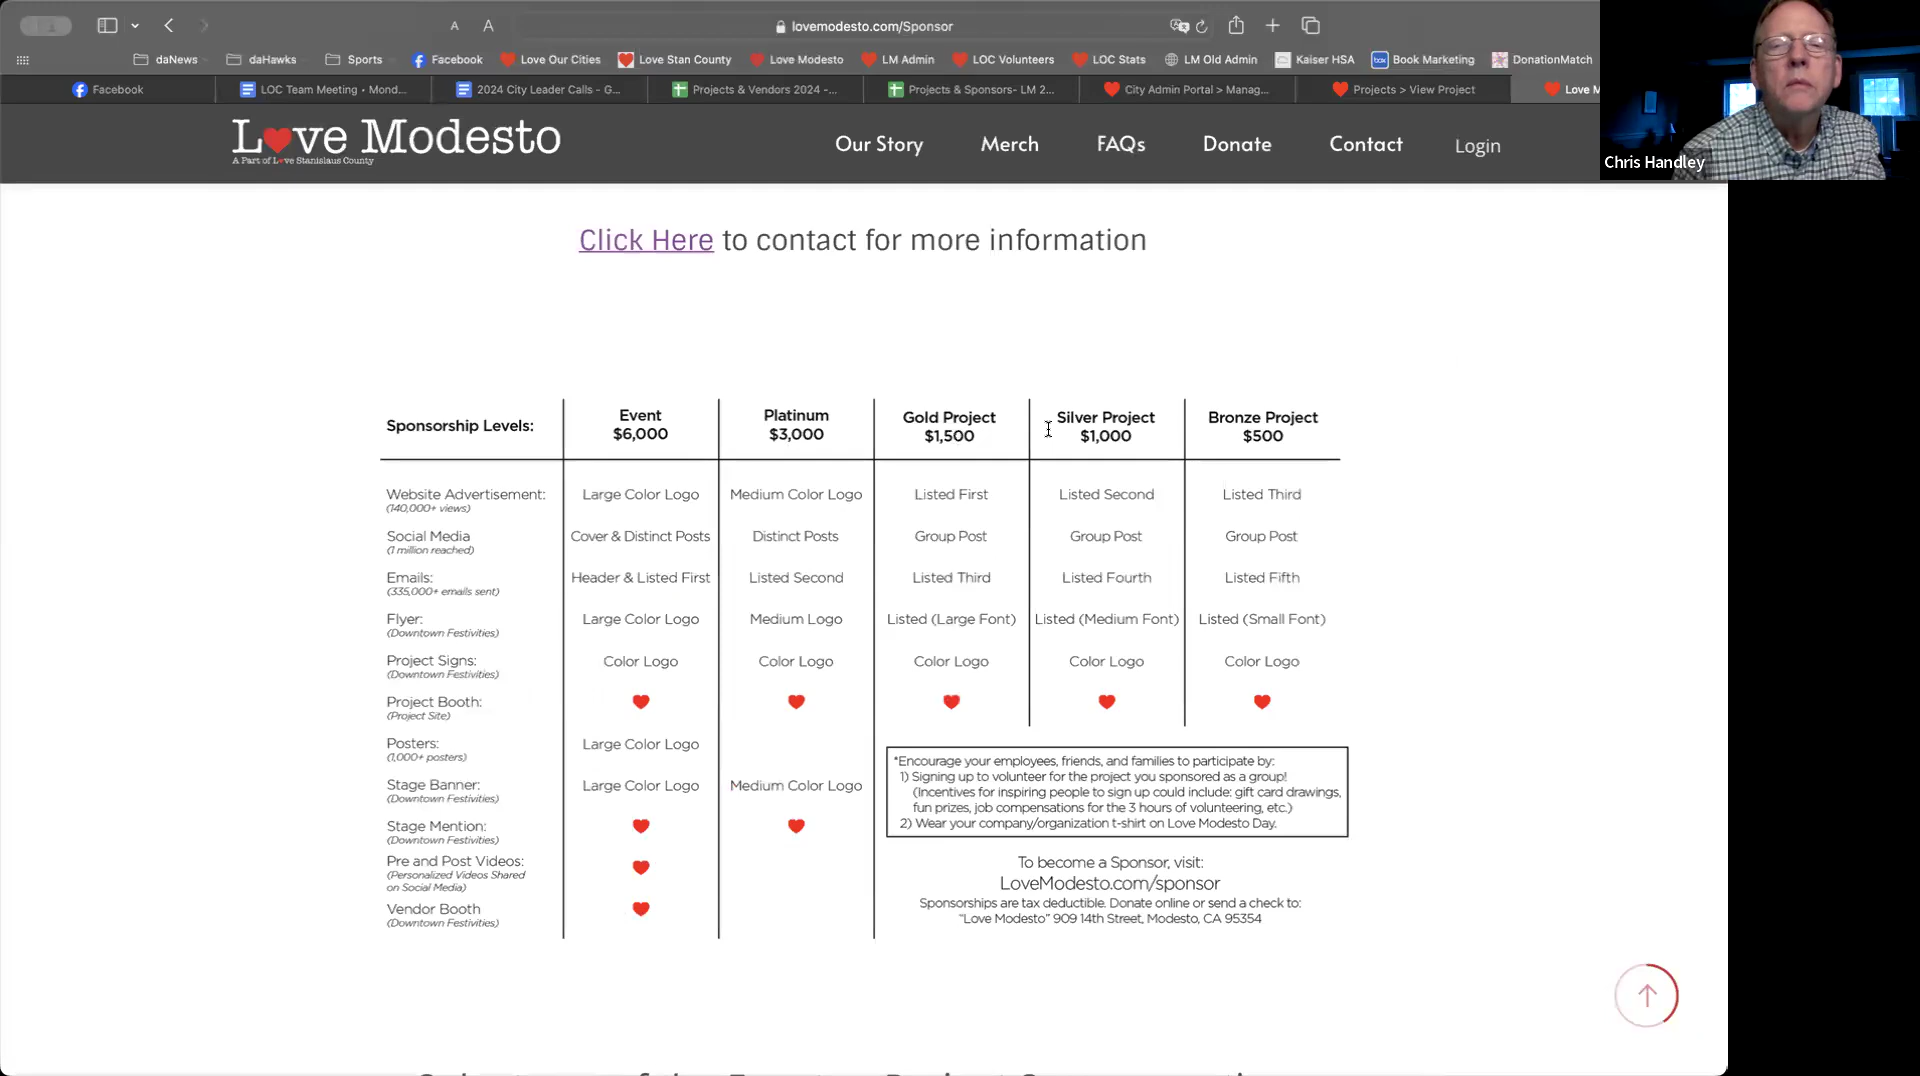 A A lovemodesto.com/Sponsor
daNews daHawks Sports Facebook Love Our Cities Love Stan County Love Modesto LM Admin LOC Volunteers LOC Stats LM Old Admin Kaiser HSA box Book Marketing DonationMatch
Facebook LOC Team Meeting • Mond... 2024 City Leader Calls - G... Projects & Vendors 2024 -... Projects & Sponsors- LM 2... City Admin Portal > Manag... Projects > View Project Love M
Love Modesto
A Part of Love Stanislaus County
Our Story Merch FAQs Donate Contact Login
Chris Handley
Click Here to contact for more information
Sponsorship Levels:
Event
$6,000
Platinum
$3,000
Gold Project
$1,500
Silver Project
$1,000
Bronze Project
$500
Website Advertisement: Large Color Logo Medium Color Logo Listed First Listed Second Listed Third
(140,000+ views)
Social Media Cover & Distinct Posts Distinct Posts Group Post Group Post Group Post
(1 million reached)
Emails: Header & Listed First Listed Second Listed Third Listed Fourth Listed Fifth
(335,000+ emails sent)
Flyer: Large Color Logo Medium Logo Listed (Large Font) Listed (Medium Font) Listed (Small Font)
(Downtown Festivities)
Project Signs: Color Logo Color Logo Color Logo Color Logo Color Logo
(Downtown Festivities)
Project Booth:
(Project Site)
Posters: Large Color Logo
(1,000+ posters)
Stage Banner: Large Color Logo Medium Color Logo
(Downtown Festivities)
Stage Mention:
(Downtown Festivities)
Pre and Post Videos:
(Personalized Videos Shared
on Social Media)
Vendor Booth
(Downtown Festivities)
*Encourage your employees, friends, and families to participate by:
1) Signing up to volunteer for the project you sponsored as a group!
(Incentives for inspiring people to sign up could include: gift card drawings,
fun prizes, job compensations for the 3 hours of volunteering, etc.)
2) Wear your company/organization t-shirt on Love Modesto Day.
To become a Sponsor, visit:
LoveModesto.com/sponsor
Sponsorships are tax deductible. Donate online or send a check to:
"Love Modesto" 909 14th Street, Modesto, CA 95354